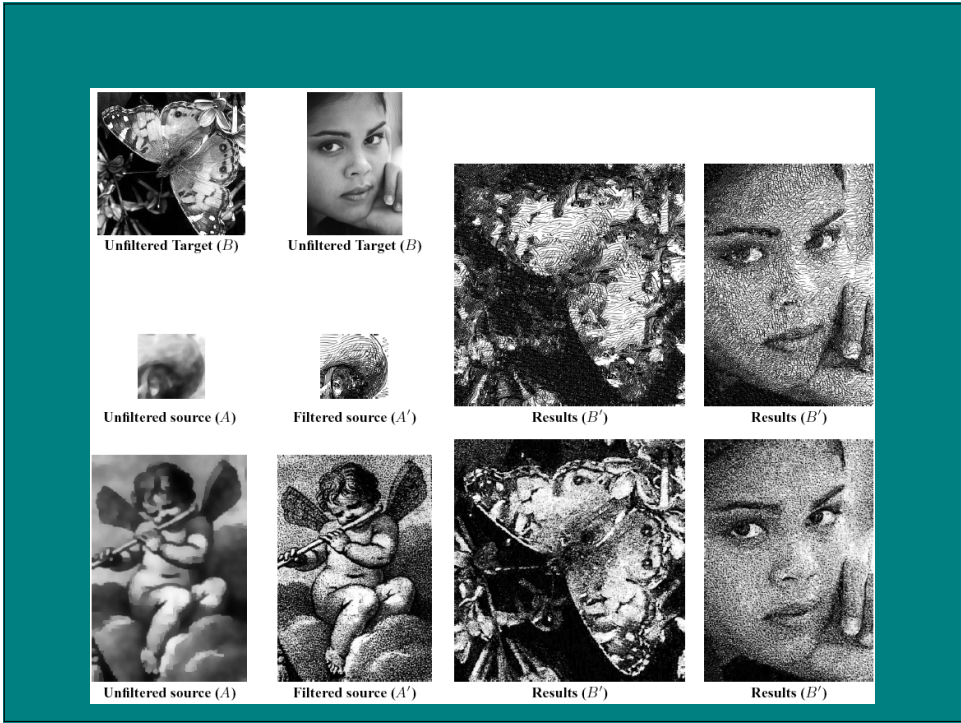 Unfiltered Target (B)
Unfiltered Target (B)
Unfiltered source (A)
Filtered source (A′)
Results (B′)
Results (B′)
Unfiltered source (A)
Filtered source (A′)
Results (B′)
Results (B′)